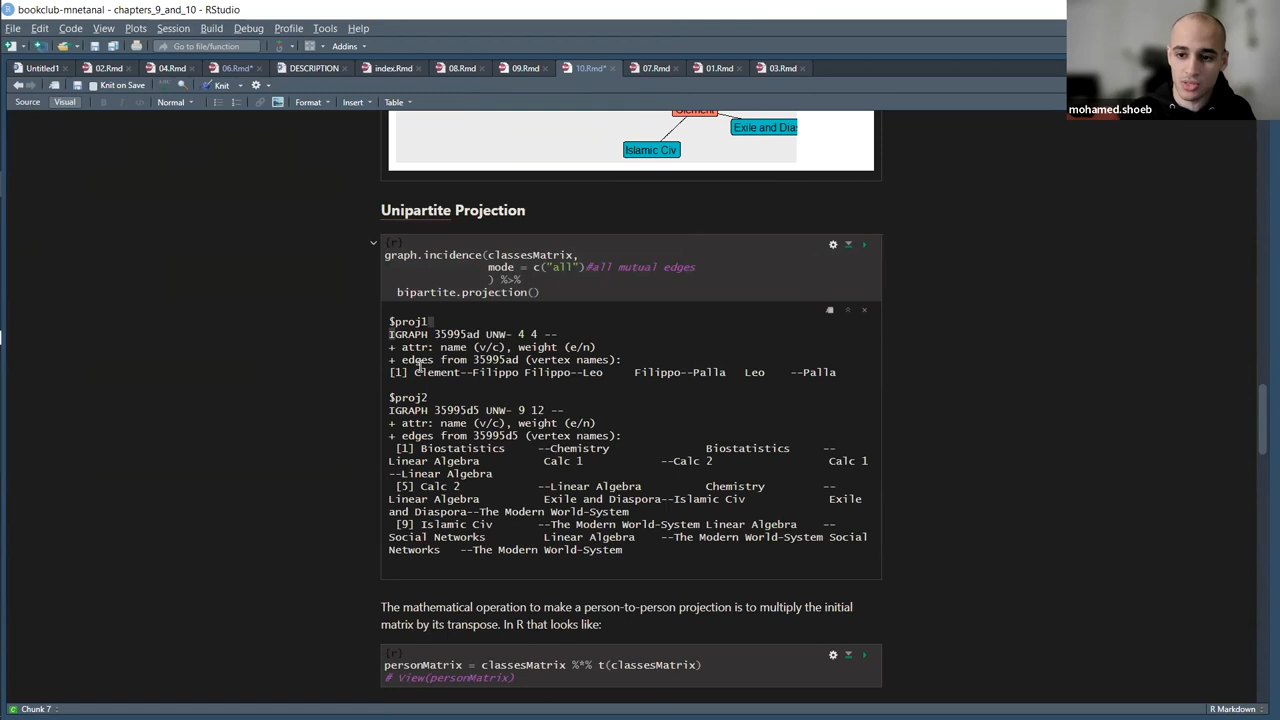 bookclub-mnetanal - chapters_9_and_10 - RStudio
File Edit Code View Plots Session Build Debug Profile Tools Help
Go to file/function Addins
Untitled1 02.Rmd 04.Rmd 06.Rmd* DESCRIPTION index.Rmd 08.Rmd 09.Rmd 10.Rmd* 07.Rmd 01.Rmd 03.Rmd
Knit on Save Knit
Source Visual Normal Format Insert Table
mohamed.shoeb
Clement
Exile and Dias
Islamic Civ
Unipartite Projection
{r}
graph.incidence(classesMatrix,
mode = c("all")#all mutual edges
) %>%
bipartite.projection()
$proj1
IGRAPH 35995ad UNW- 4 4 --
+ attr: name (v/c), weight (e/n)
+ edges from 35995ad (vertex names):
[1] Clement--Filippo Filippo--Leo Filippo--Palla Leo --Palla
$proj2
IGRAPH 35995d5 UNW- 9 12 --
+ attr: name (v/c), weight (e/n)
+ edges from 35995d5 (vertex names):
[1] Biostatistics --Chemistry Biostatistics --
Linear Algebra Calc 1 --Calc 2 Calc 1
--Linear Algebra
[5] Calc 2 --Linear Algebra Chemistry --
Linear Algebra Exile and Diaspora--Islamic Civ Exile
and Diaspora--The Modern World-System
[9] Islamic Civ --The Modern World-System Linear Algebra --
Social Networks Linear Algebra --The Modern World-System Social
Networks --The Modern World-System
The mathematical operation to make a person-to-person projection is to multiply the initial
matrix by its transpose. In R that looks like:
{r}
personMatrix = classesMatrix %*% t(classesMatrix)
# View(personMatrix)
Chunk 7 R Markdown